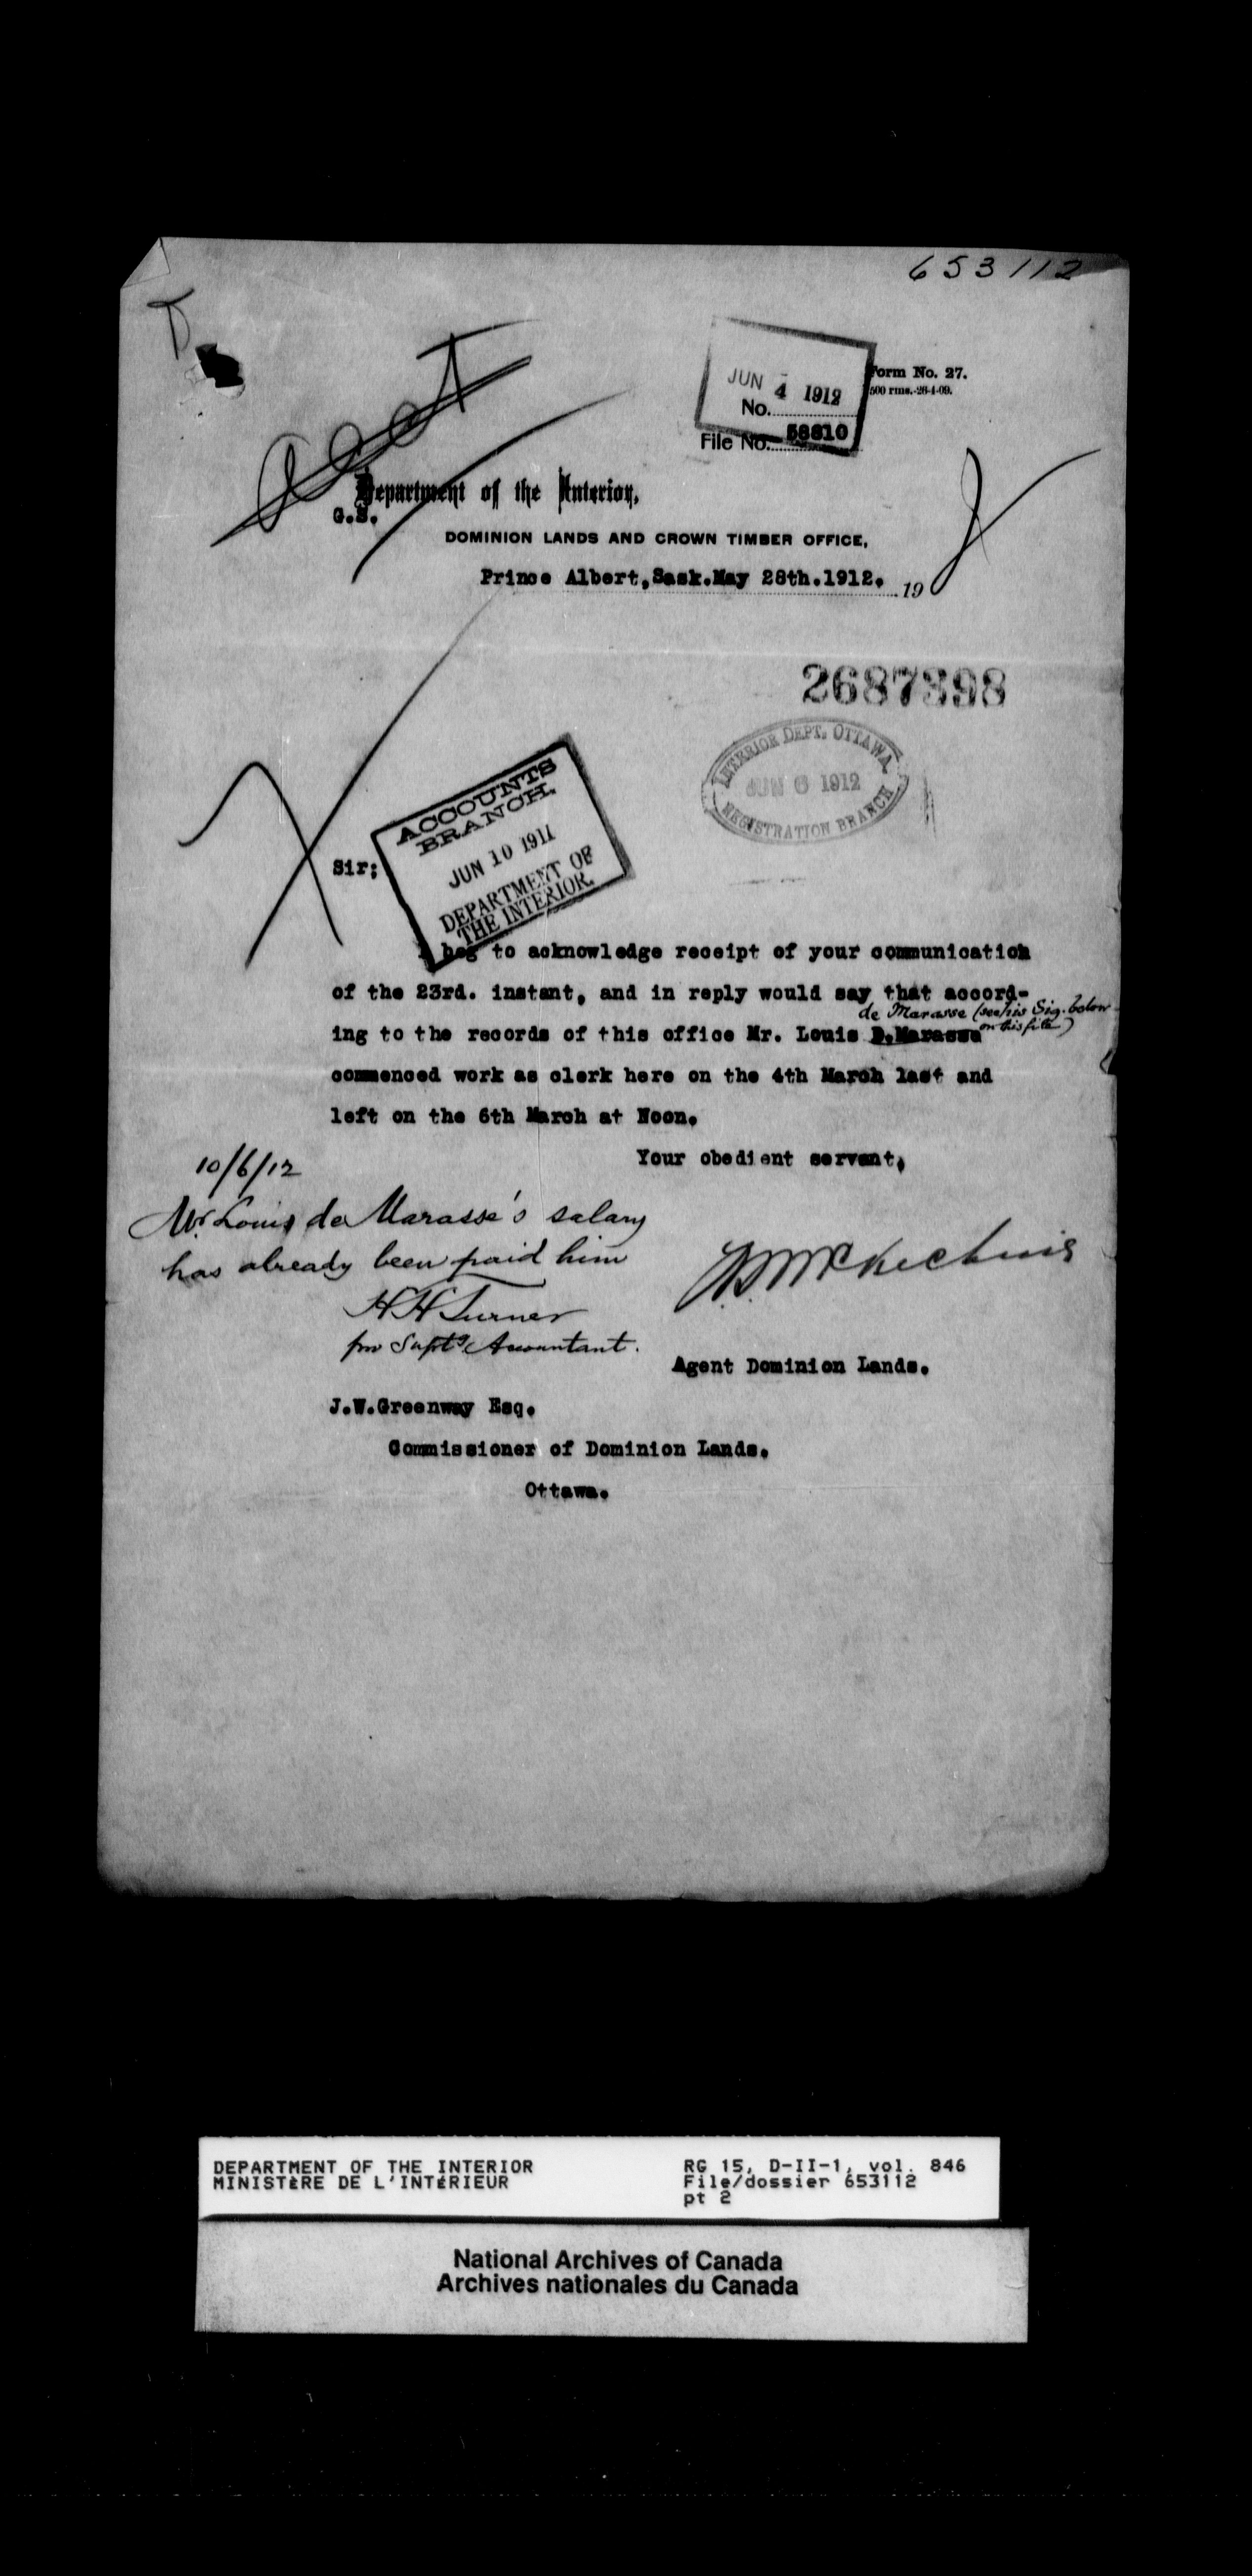 653112
JUN 4 1912
No.
File No. 58810
Form No. 27.
500 rms.-26-4-09.
Department of the Interior,
G.S.
DOMINION LANDS AND CROWN TIMBER OFFICE,
Prince Albert,Sask.May 28th.1912. 19
2687398
INTERIOR DEPT. OTTAWA.
JUN 6 1912
REGISTRATION BRANCH
ACCOUNTS
BRANCH.
JUN 10 1911
DEPARTMENT OF
THE INTERIOR.
Sir;
I beg to acknowledge receipt of your communication
of the 23rd. instant, and in reply would say that accord-
de Marasse (see his Sig. below
on this file)
ing to the records of this office Mr. Louis D.Marasse
commenced work as clerk here on the 4th March last and
left on the 6th March at Noon.
Your obedient servant,
10/6/12
Mr. Louis de Marasse's salary
has already been paid him
H H Turner
for Supt'g Accountant.
McKechnie
Agent Dominion Lands.
J.W.Greenway Esq.
Commissioner of Dominion Lands.
Ottawa.
DEPARTMENT OF THE INTERIOR
MINISTÈRE DE L'INTÉRIEUR
RG 15, D-II-1, vol. 846
File/dossier 653112
pt 2
National Archives of Canada
Archives nationales du Canada